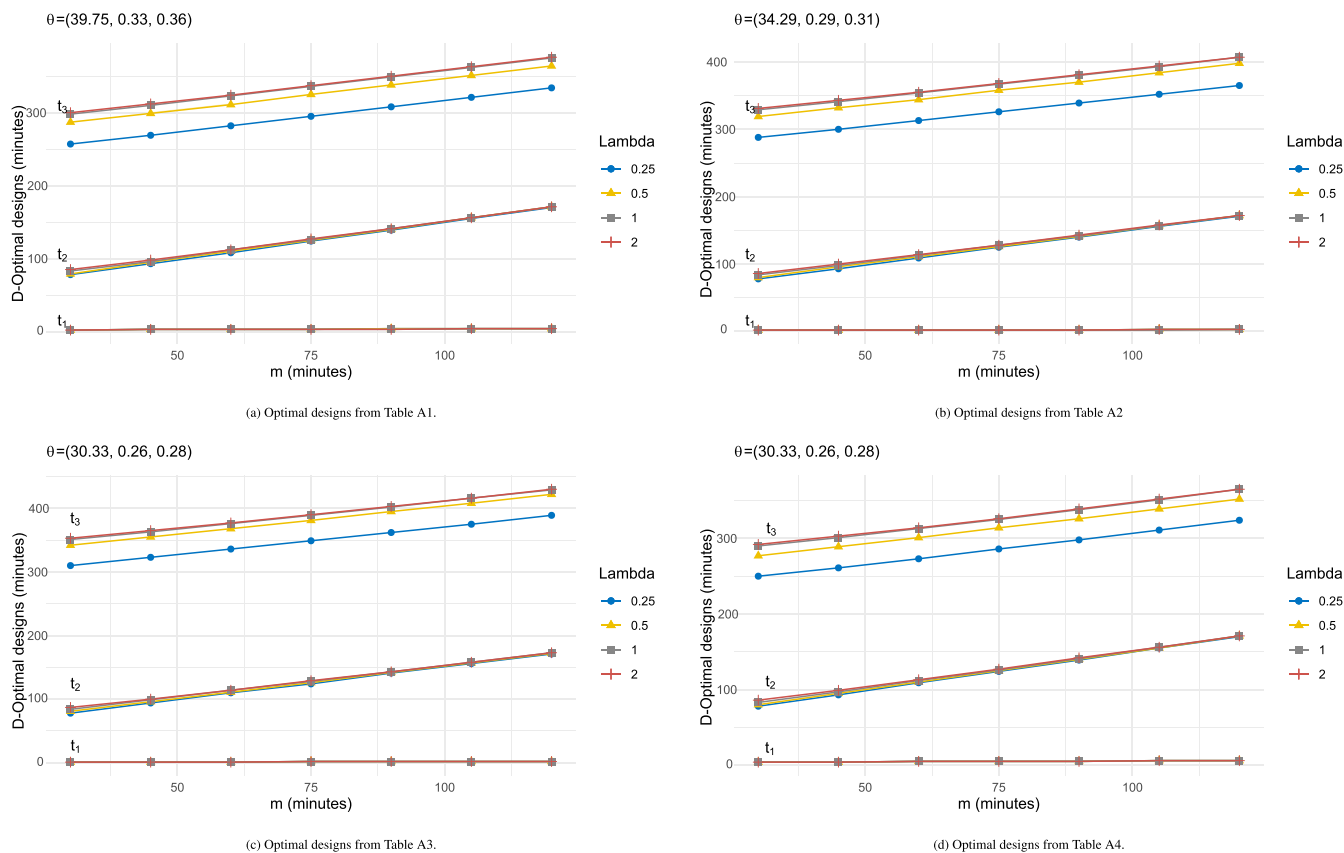 θ=(39.75, 0.33, 0.36)
D-Optimal designs (minutes)
300
200
100
0
t3
t2
t1
50
75
100
m (minutes)
Lambda
0.25
0.5
1
2
(a) Optimal designs from Table A1.
θ=(34.29, 0.29, 0.31)
D-Optimal designs (minutes)
400
300
200
100
0
t3
t2
t1
50
75
100
m (minutes)
Lambda
0.25
0.5
1
2
(b) Optimal designs from Table A2
θ=(30.33, 0.26, 0.28)
D-Optimal designs (minutes)
400
300
200
100
0
t3
t2
t1
50
75
100
m (minutes)
Lambda
0.25
0.5
1
2
(c) Optimal designs from Table A3.
θ=(30.33, 0.26, 0.28)
D-Optimal designs (minutes)
300
200
100
0
t3
t2
t1
50
75
100
m (minutes)
Lambda
0.25
0.5
1
2
(d) Optimal designs from Table A4.